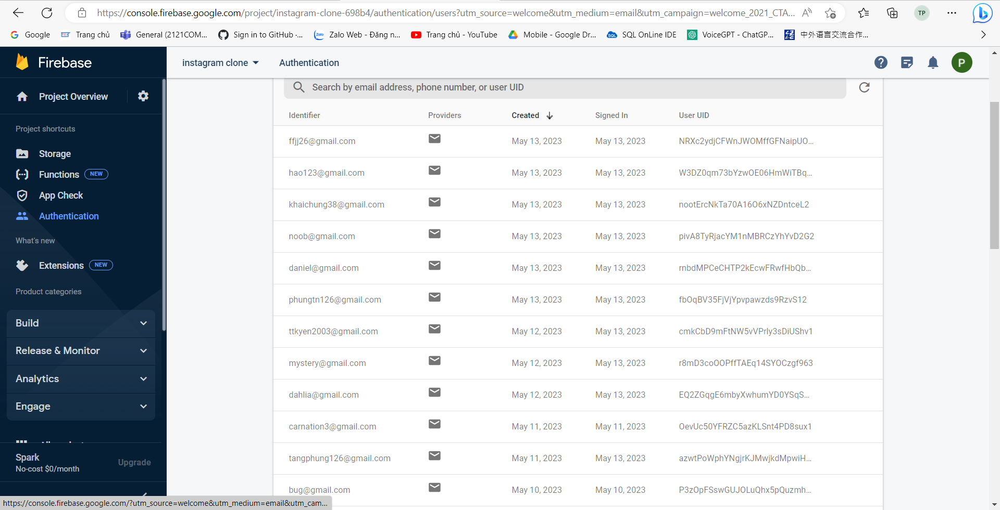 https://console.firebase.google.com/project/instagram-clone-698b4/authentication/users?utm_source=welcome&utm_medium=email&utm_campaign=welcome_2021_CTA... A TP
Google Trang chủ General (2121COM... Sign in to GitHub ·... Zalo Web - Đăng n... Trang chủ - YouTube Mobile - Google Dr... SQL OnLine IDE VoiceGPT - ChatGP... 中外语言交流合作...
Firebase
instagram clone Authentication P
Project Overview
Project shortcuts
Storage
Functions NEW
App Check
Authentication
What's new
Extensions NEW
Product categories
Build
Release & Monitor
Analytics
Engage
Spark
No-cost $0/month
Upgrade
Search by email address, phone number, or user UID
Identifier Providers Created Signed In User UID
ffjj26@gmail.com May 13, 2023 May 13, 2023 NRXc2ydjCFWnJWOMffGFNaipUO...
hao123@gmail.com May 13, 2023 May 13, 2023 W3DZ0qm73bYzwOE06HmWiTBq...
khaichung38@gmail.com May 13, 2023 May 13, 2023 nootErcNkTa70A16O6xNZDntceL2
noob@gmail.com May 13, 2023 May 13, 2023 pivA8TyRjacYM1nMBRCzYhYvD2G2
daniel@gmail.com May 13, 2023 May 13, 2023 rnbdMPCeCHTP2kEcwFRwfHbQb...
phungtn126@gmail.com May 13, 2023 May 13, 2023 fbOqBV35FjVjYpvpawzds9RzvS12
ttkyen2003@gmail.com May 12, 2023 May 13, 2023 cmkCbD9mFtNW5vVPrly3sDiUShv1
mystery@gmail.com May 12, 2023 May 13, 2023 r8mD3coOOPffTAEq14SYOCzgf963
dahlia@gmail.com May 12, 2023 May 13, 2023 EQ2ZGqgE6mbyXwhumYD0YSqS...
carnation3@gmail.com May 11, 2023 May 11, 2023 OevUc50YFRZC5azKLSnt4PD8sux1
tangphung126@gmail.com May 11, 2023 May 13, 2023 azwtPoWphYNgjrKJMwjkdMpwiH...
bug@gmail.com May 10, 2023 May 10, 2023 P3zOpFSswGUJOLuQhx5pQuzmh...
https://console.firebase.google.com/?utm_source=welcome&utm_medium=email&utm_cam...